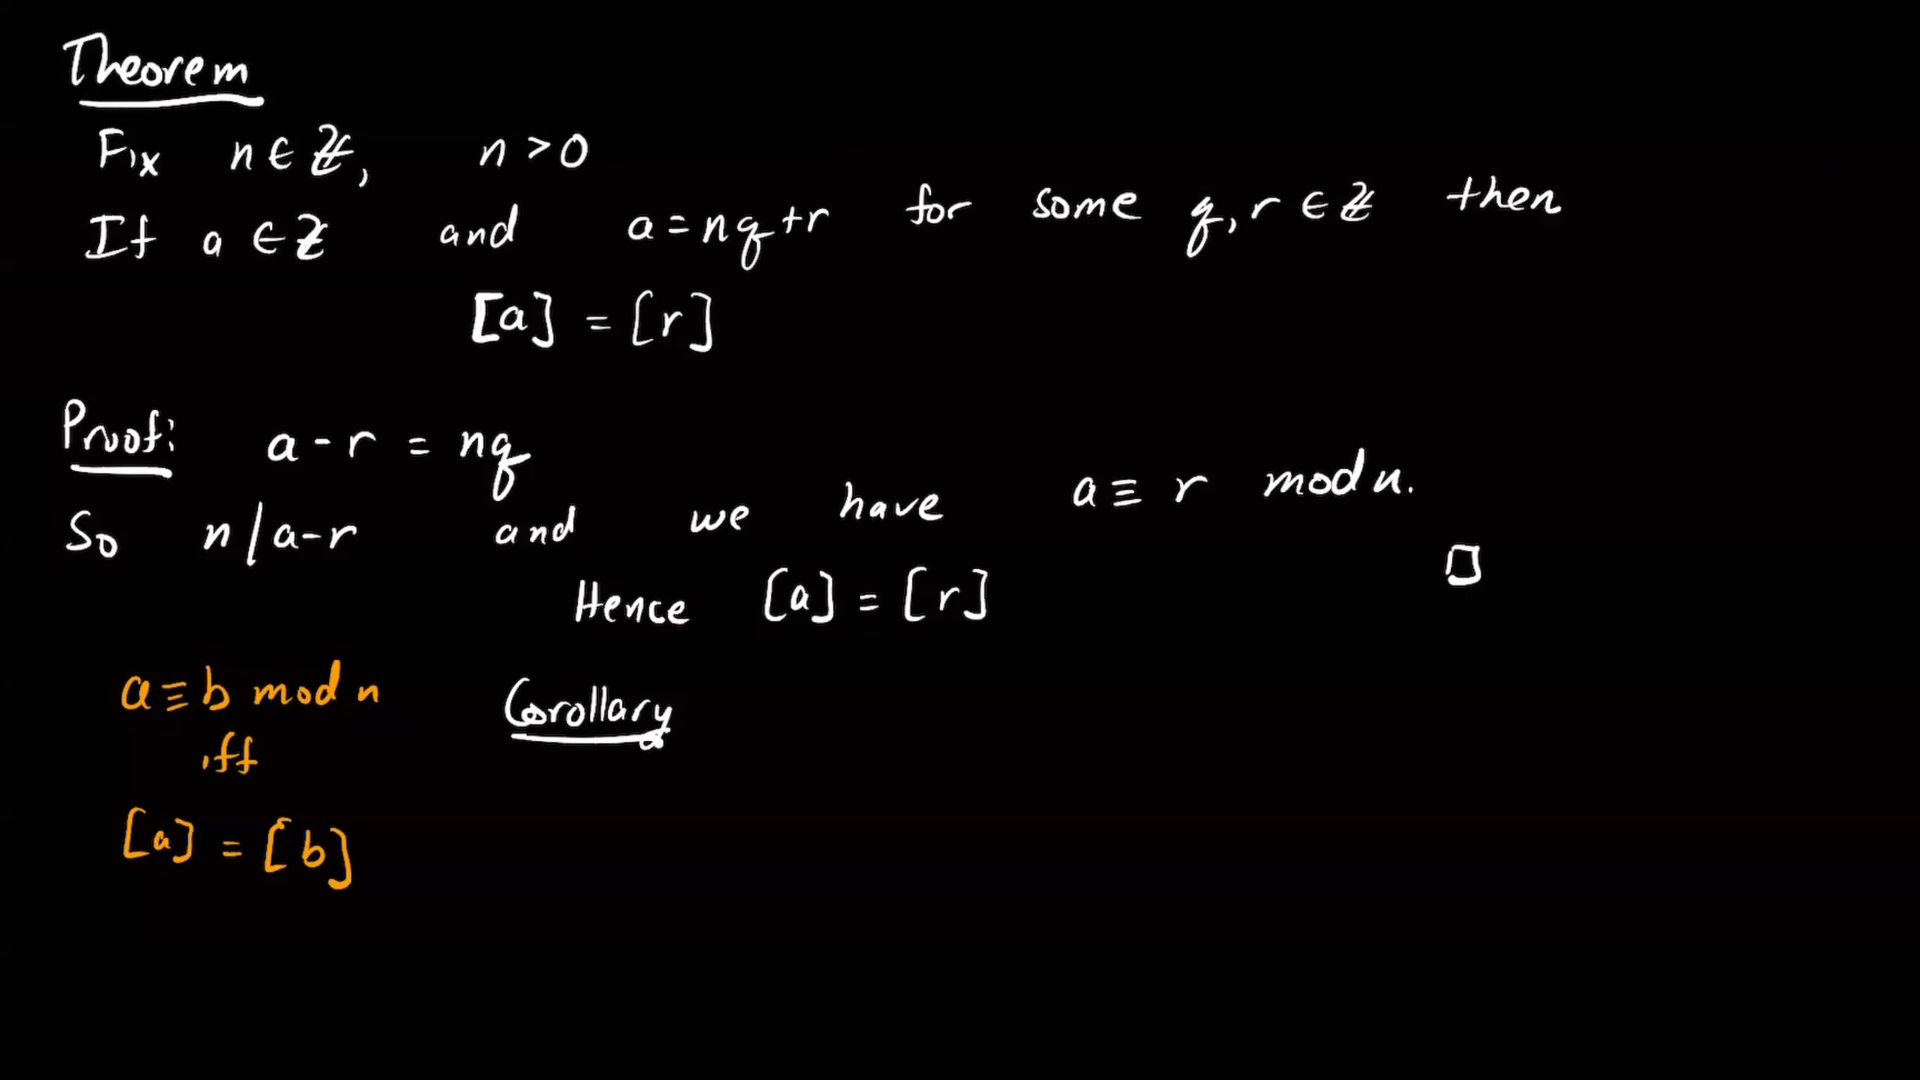 Theorem
Fix n ∈ ℤ, n > 0
If a ∈ ℤ and a = nq + r for some q, r ∈ ℤ then
[a] = [r]
Proof: a - r = nq
So n | a - r and we have a ≡ r mod n.
Hence [a] = [r] □
a ≡ b mod n
iff
[a] = [b]
Corollary